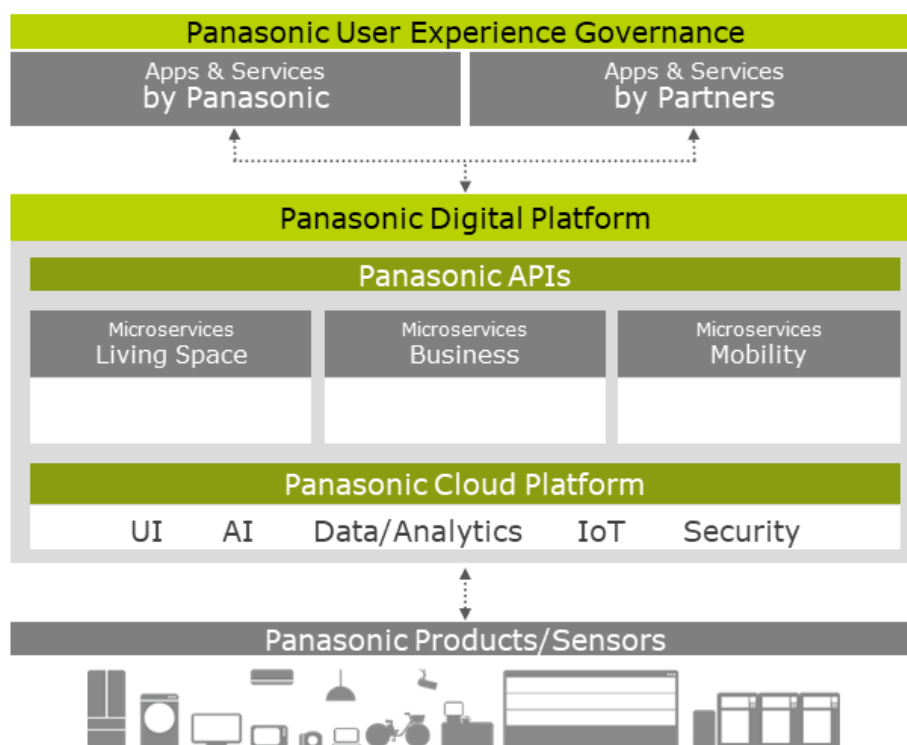 Panasonic User Experience Governance
Apps & Services
by Panasonic
Apps & Services
by Partners
Panasonic Digital Platform
Panasonic APIs
Microservices
Living Space
Microservices
Business
Microservices
Mobility
Panasonic Cloud Platform
UI AI Data/Analytics IoT Security
Panasonic Products/Sensors